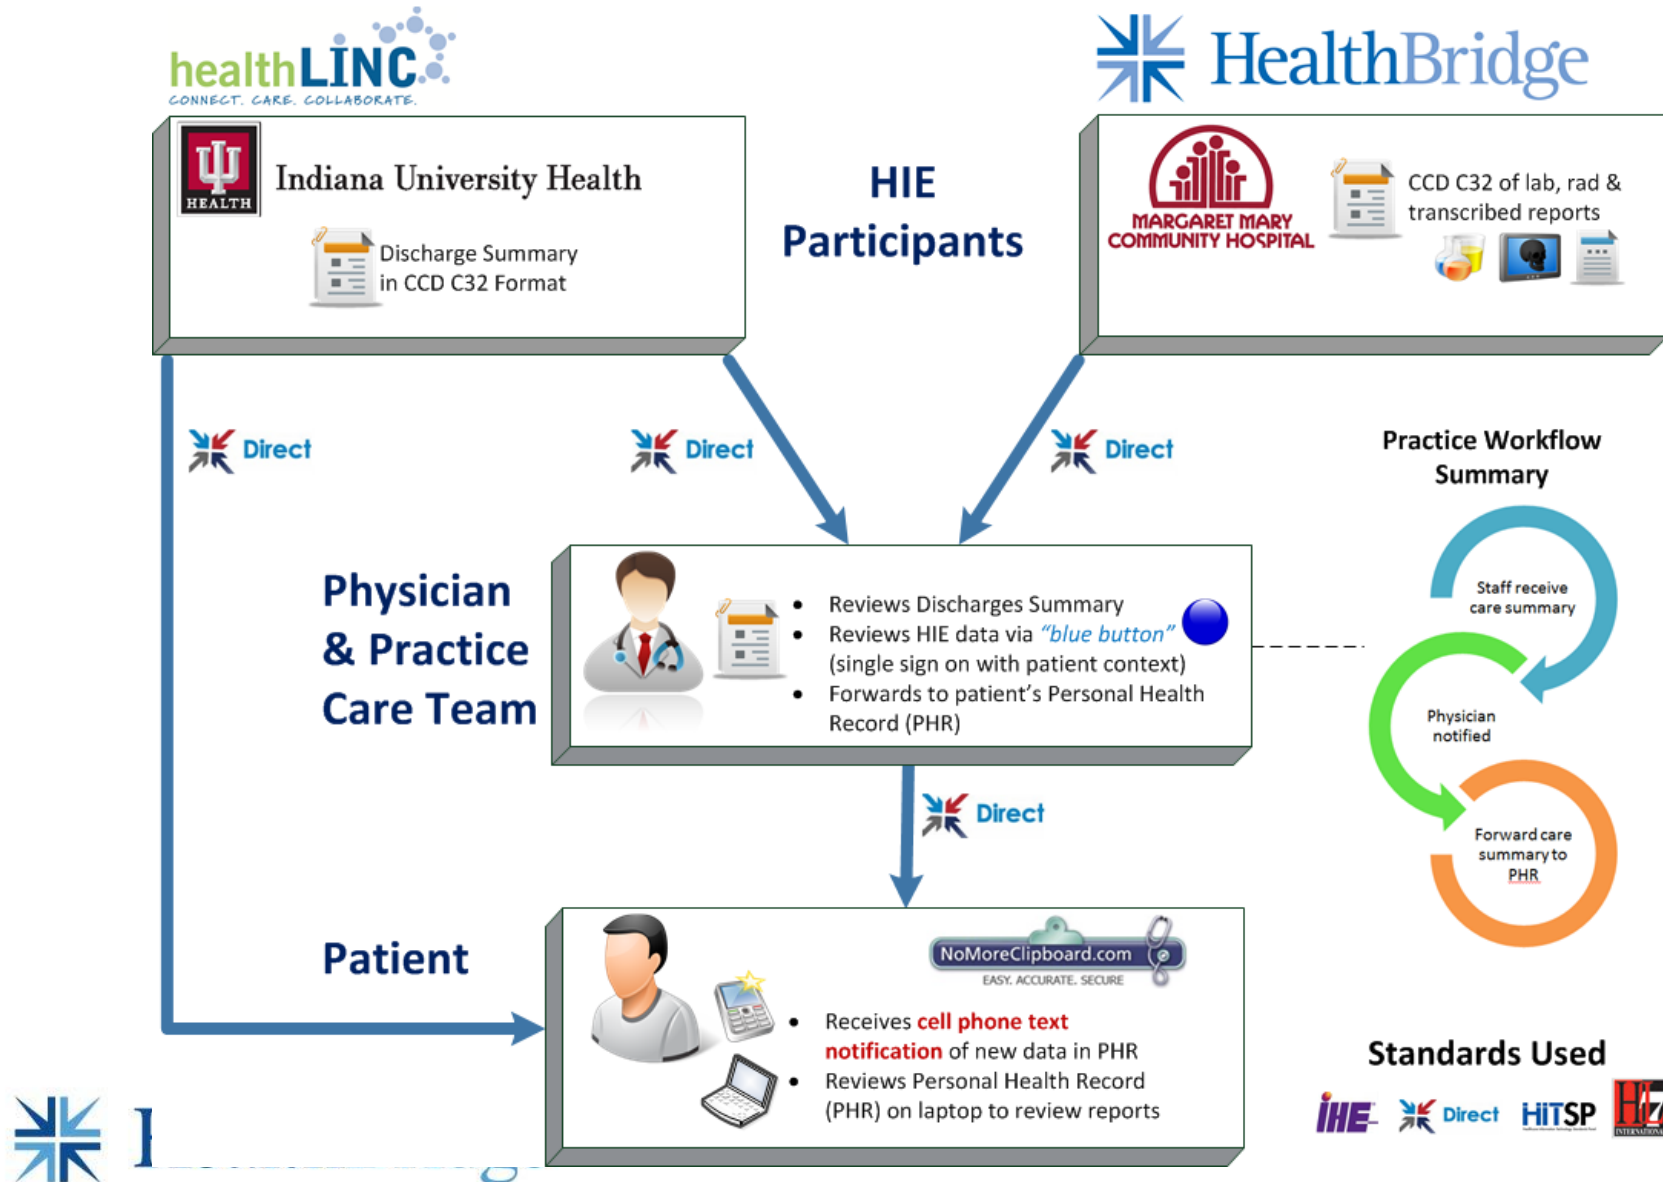 healthLINC
CONNECT. CARE. COLLABORATE.
HealthBridge
HEALTH
Indiana University Health
Discharge Summary
in CCD C32 Format
HIE
Participants
MARGARET MARY
COMMUNITY HOSPITAL
CCD C32 of lab, rad &
transcribed reports
Direct
Direct
Direct
Practice Workflow
Summary
Staff receive
care summary
Physician
notified
Forward care
summary to
PHR
Physician
& Practice
Care Team
• Reviews Discharges Summary
• Reviews HIE data via "blue button"
(single sign on with patient context)
• Forwards to patient's Personal Health
Record (PHR)
Direct
Patient
NoMoreClipboard.com
EASY. ACCURATE. SECURE
• Receives cell phone text
notification of new data in PHR
• Reviews Personal Health Record
(PHR) on laptop to review reports
Standards Used
IHE
Direct
HITSP
HL7
INTERNATIONAL